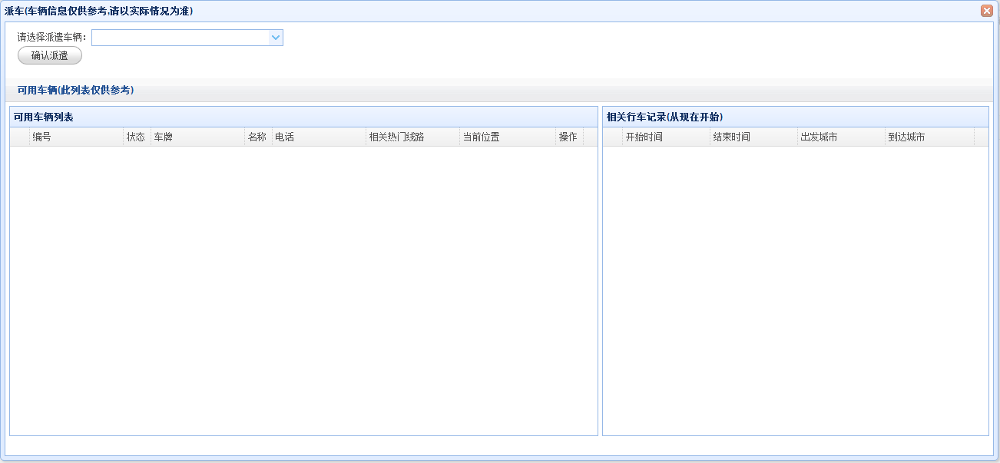 派车(车辆信息仅供参考,请以实际情况为准)
请选择派遣车辆:
确认派遣
可用车辆(此列表仅供参考)
可用车辆列表
编号 状态 车牌 名称 电话 相关热门线路 当前位置 操作
相关行车记录(从现在开始)
开始时间 结束时间 出发城市 到达城市